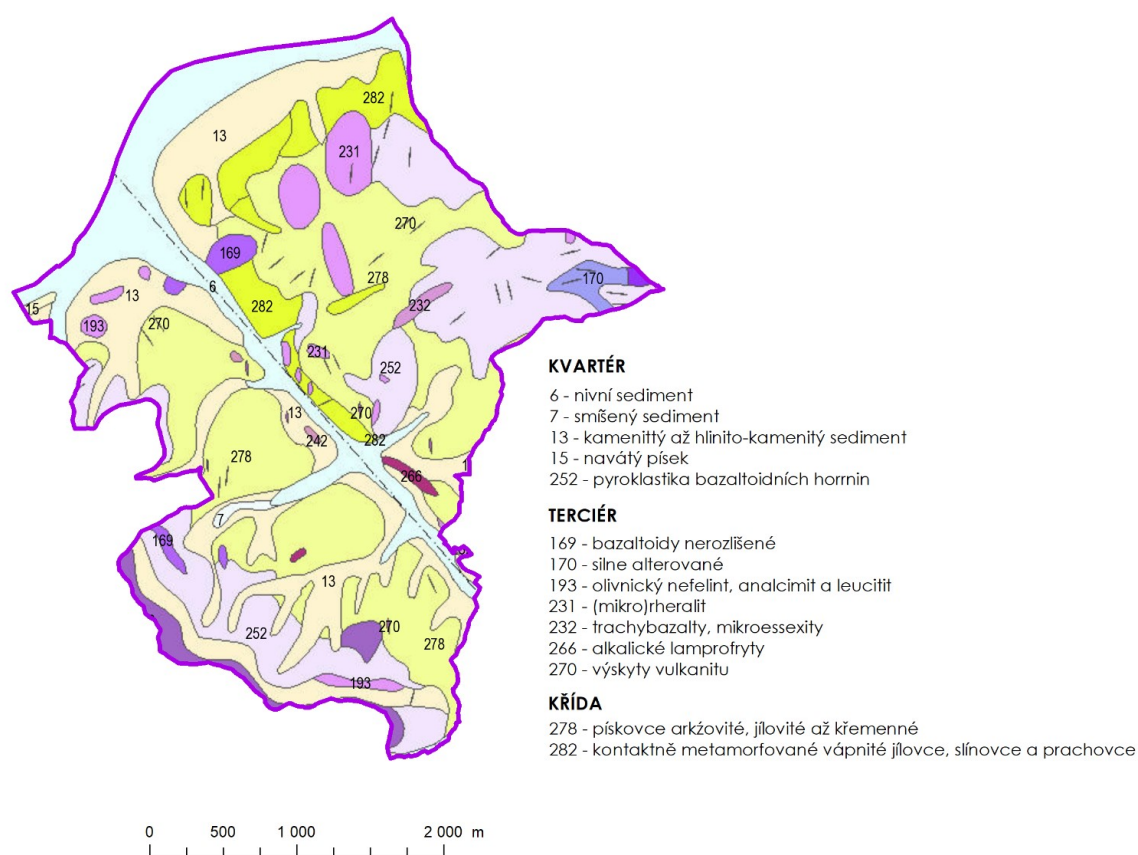 282
13
231
270
169
278
170
6
282
232
15
13
193
270
231
252
13
270
242
282
278
266
1
7
169
13
252
270
278
193
KVARTÉR
6 - nivní sediment
7 - smíšený sediment
13 - kamenittý až hlinito-kamenitý sediment
15 - navátý písek
252 - pyroklastika bazaltoidních horrnin
TERCIÉR
169 - bazaltoidy nerozlišené
170 - silne alterované
193 - olivnický nefelint, analcimit a leucitit
231 - (mikro)rheralit
232 - trachybazalty, mikroessexity
266 - alkalické lamprofryty
270 - výskyty vulkanitu
KŘÍDA
278 - pískovce arkźovité, jílovité až křemenné
282 - kontaktně metamorfované vápnité jílovce, slínovce a prachovce
0 500 1 000 2 000 m